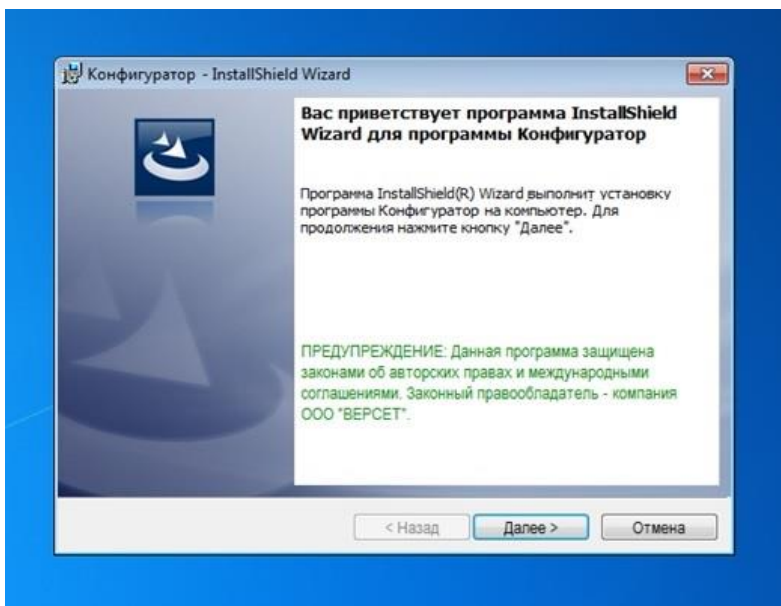 Конфигуратор - InstallShield Wizard
Вас приветствует программа InstallShield
Wizard для программы Конфигуратор
Программа InstallShield(R) Wizard выполнит установку
программы Конфигуратор на компьютер. Для
продолжения нажмите кнопку "Далее".
ПРЕДУПРЕЖДЕНИЕ: Данная программа защищена
законами об авторских правах и международными
соглашениями. Законный правообладатель - компания
ООО "ВЕРСЕТ".
< Назад
Далее >
Отмена